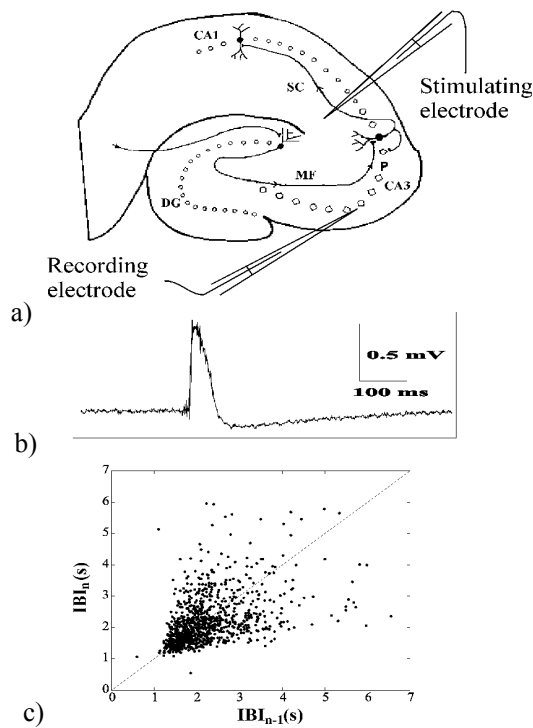 CA1
SC
Stimulating
electrode
MF
P
CA3
DG
Recording
electrode
a)
0.5 mV
100 ms
b)
7
6
5
4
3
2
1
0
IBIn(s)
0 1 2 3 4 5 6 7
IBIn-1(s)
c)